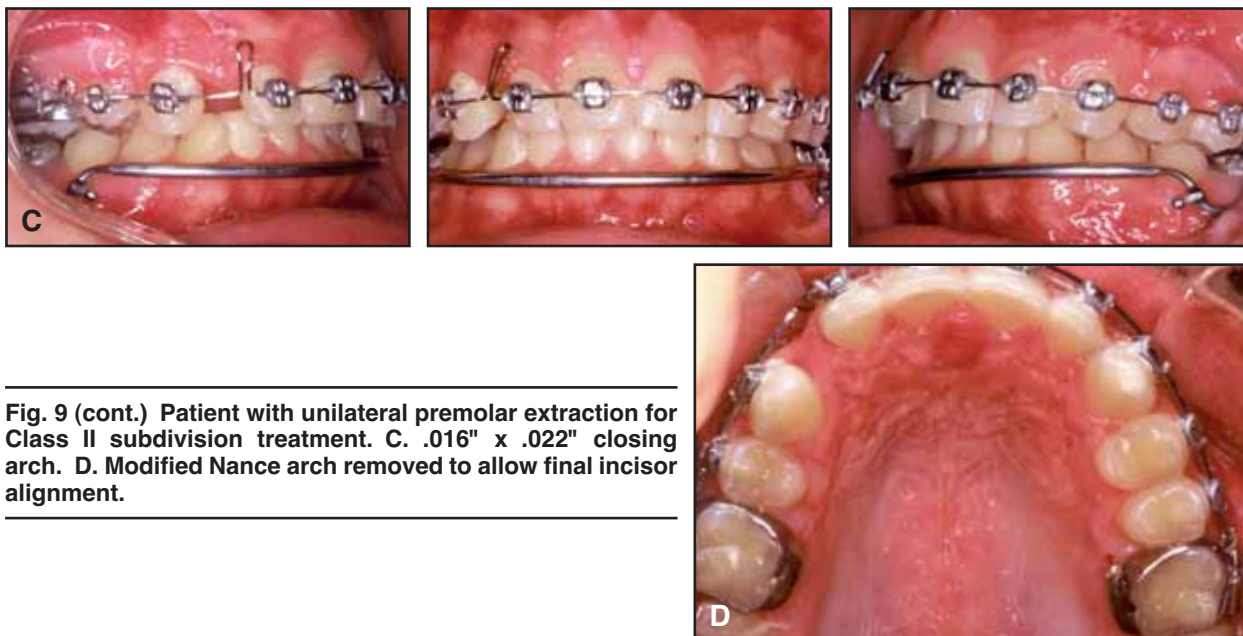 C
Fig. 9 (cont.) Patient with unilateral premolar extraction for
Class II subdivision treatment. C. .016" x .022" closing
arch. D. Modified Nance arch removed to allow final incisor
alignment.
D